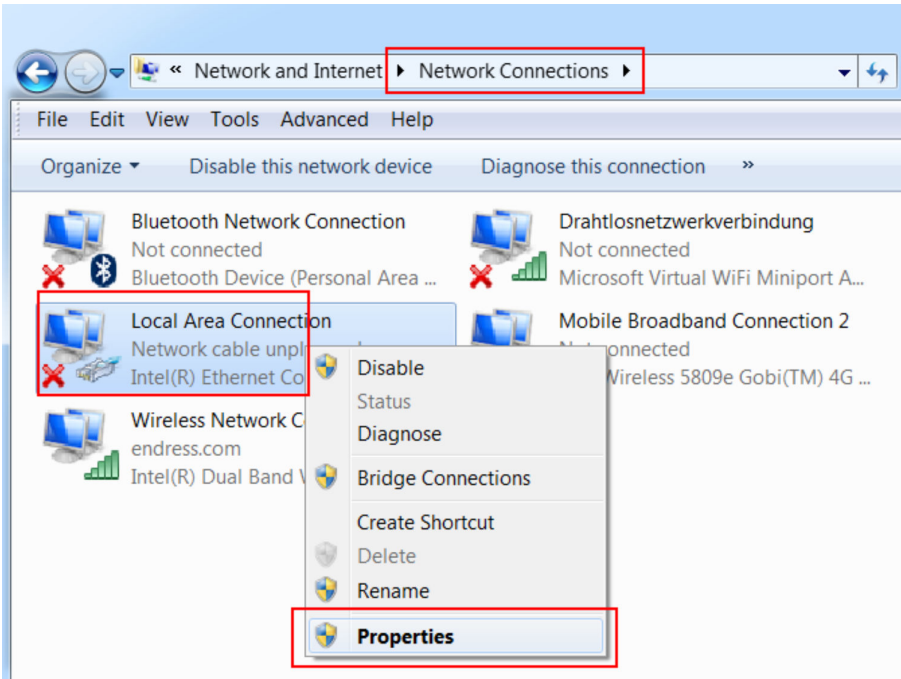 « Network and Internet Network Connections
File Edit View Tools Advanced Help
Organize Disable this network device Diagnose this connection »
Bluetooth Network Connection
Not connected
Bluetooth Device (Personal Area ...
Drahtlosnetzwerkverbindung
Not connected
Microsoft Virtual WiFi Miniport A...
Local Area Connection
Network cable
Intel(R) Ethernet
Mobile Broadband Connection 2
Wireless 5809e Gobi(TM) 4G ...
Wireless Network
endress.com
Intel(R) Dual Band
Disable
Status
Diagnose
Bridge Connections
Create Shortcut
Delete
Rename
Properties